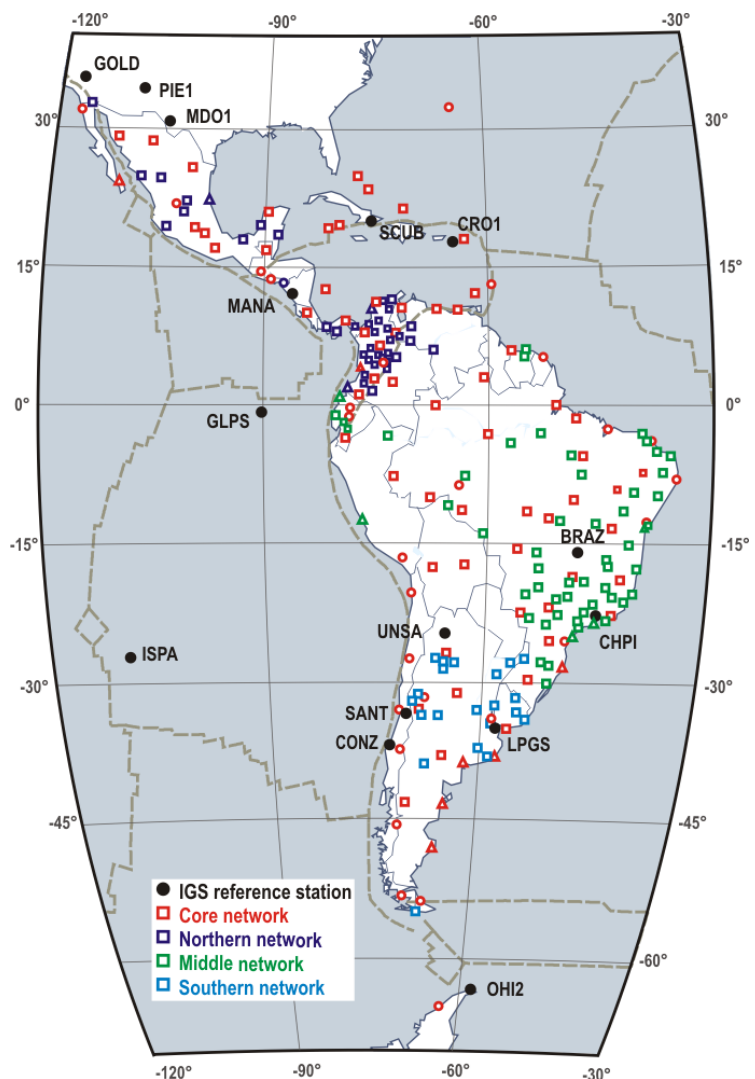 -120° -90° -60° -30°
GOLD
PIE1
MDO1
30° 30°
SCUB
CRO1
15° 15°
MANA
0° 0°
GLPS
BRAZ
-15° -15°
UNSA
CHPI
ISPA
-30° -30°
SANT
CONZ
LPGS
-45° -45°
IGS reference station
Core network
Northern network
Middle network
Southern network
-60°
OHI2
-120° -90° -60° -30°